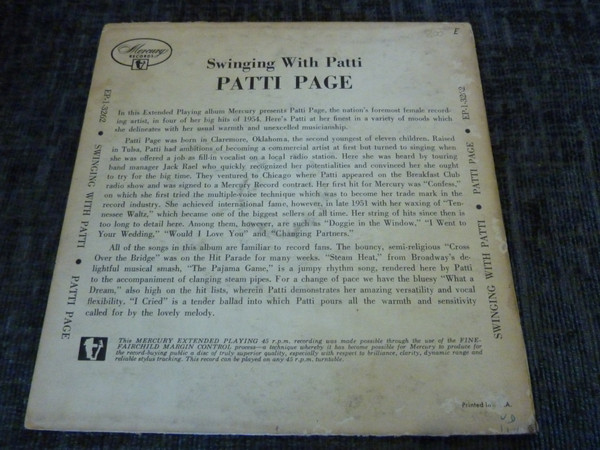 Mercury
RECORDS
E
Swinging With Patti
PATTI PAGE
In this Extended Playing album Mercury presents Patti Page, the nation's foremost female record-
ing artist, in four of her big hits of 1954. Here's Patti at her finest in a variety of moods which
she delineates with her usual warmth and unexcelled musicianship.
Patti Page was born in Claremore, Oklahoma, the second youngest of eleven children. Raised
in Tulsa, Patti had ambitions of becoming a commercial artist at first but turned to singing when
she was offered a job as fill-in vocalist on a local radio station. Here she was heard by touring
band manager Jack Rael who quickly recognized her potentialities and convinced her she ought
to try for the big time. They ventured to Chicago where Patti appeared on the Breakfast Club
radio show and was signed to a Mercury Record contract. Her first hit for Mercury was "Confess,"
on which she first tried the multiple-voice technique which was to become her trade mark in the
record industry. She achieved international fame, however, in late 1951 with her waxing of "Ten-
nessee Waltz," which became one of the biggest sellers of all time. Her string of hits since then is
too long to detail here. Among them, however, are such as "Doggie in the Window," "I Went to
Your Wedding," "Would I Love You" and "Changing Partners."
All of the songs in this album are familiar to record fans. The bouncy, semi-religious "Cross
Over the Bridge" was on the Hit Parade for many weeks. "Steam Heat," from Broadway's de-
lightful musical smash, "The Pajama Game," is a jumpy rhythm song, rendered here by Patti
to the accompaniment of clanging steam pipes. For a change of pace we have the bluesy "What a
Dream," also high on the hit lists, wherein Patti demonstrates her amazing versatility and vocal
flexibility. "I Cried" is a tender ballad into which Patti pours all the warmth and sensitivity
called for by the lovely melody.
EP-1-3202 • SWINGING WITH PATTI • PATTI PAGE
SWINGING WITH PATTI • PATTI PAGE •
This MERCURY EXTENDED PLAYING 45 r.p.m. recording was made possible through the use of the FINE-
FAIRCHILD MARGIN CONTROL process—a technique whereby it has become possible for Mercury to produce for
the record-buying public a disc of truly superior quality, especially with respect to brilliance, clarity, dynamic range and
reliable stylus tracking. This record can be played on any 45 r.p.m. turntable.
Printed A.